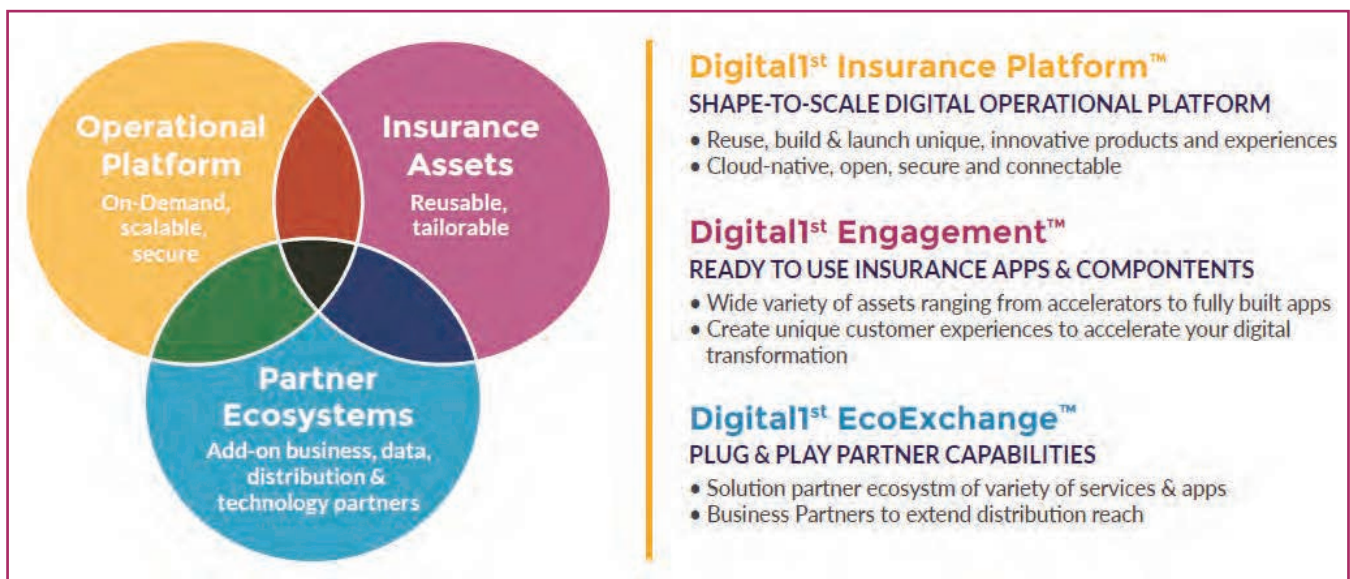 Operational
Platform
On-Demand,
scalable,
secure
Insurance
Assets
Reusable,
tailorable
Partner
Ecosystems
Add-on business, data,
distribution &
technology partners
Digital1st Insurance Platform™
SHAPE-TO-SCALE DIGITAL OPERATIONAL PLATFORM
• Reuse, build & launch unique, innovative products and experiences
• Cloud-native, open, secure and connectable
Digital1st Engagement™
READY TO USE INSURANCE APPS & COMPONTENTS
• Wide variety of assets ranging from accelerators to fully built apps
• Create unique customer experiences to accelerate your digital
transformation
Digital1st EcoExchange™
PLUG & PLAY PARTNER CAPABILITIES
• Solution partner ecosystm of variety of services & apps
• Business Partners to extend distribution reach